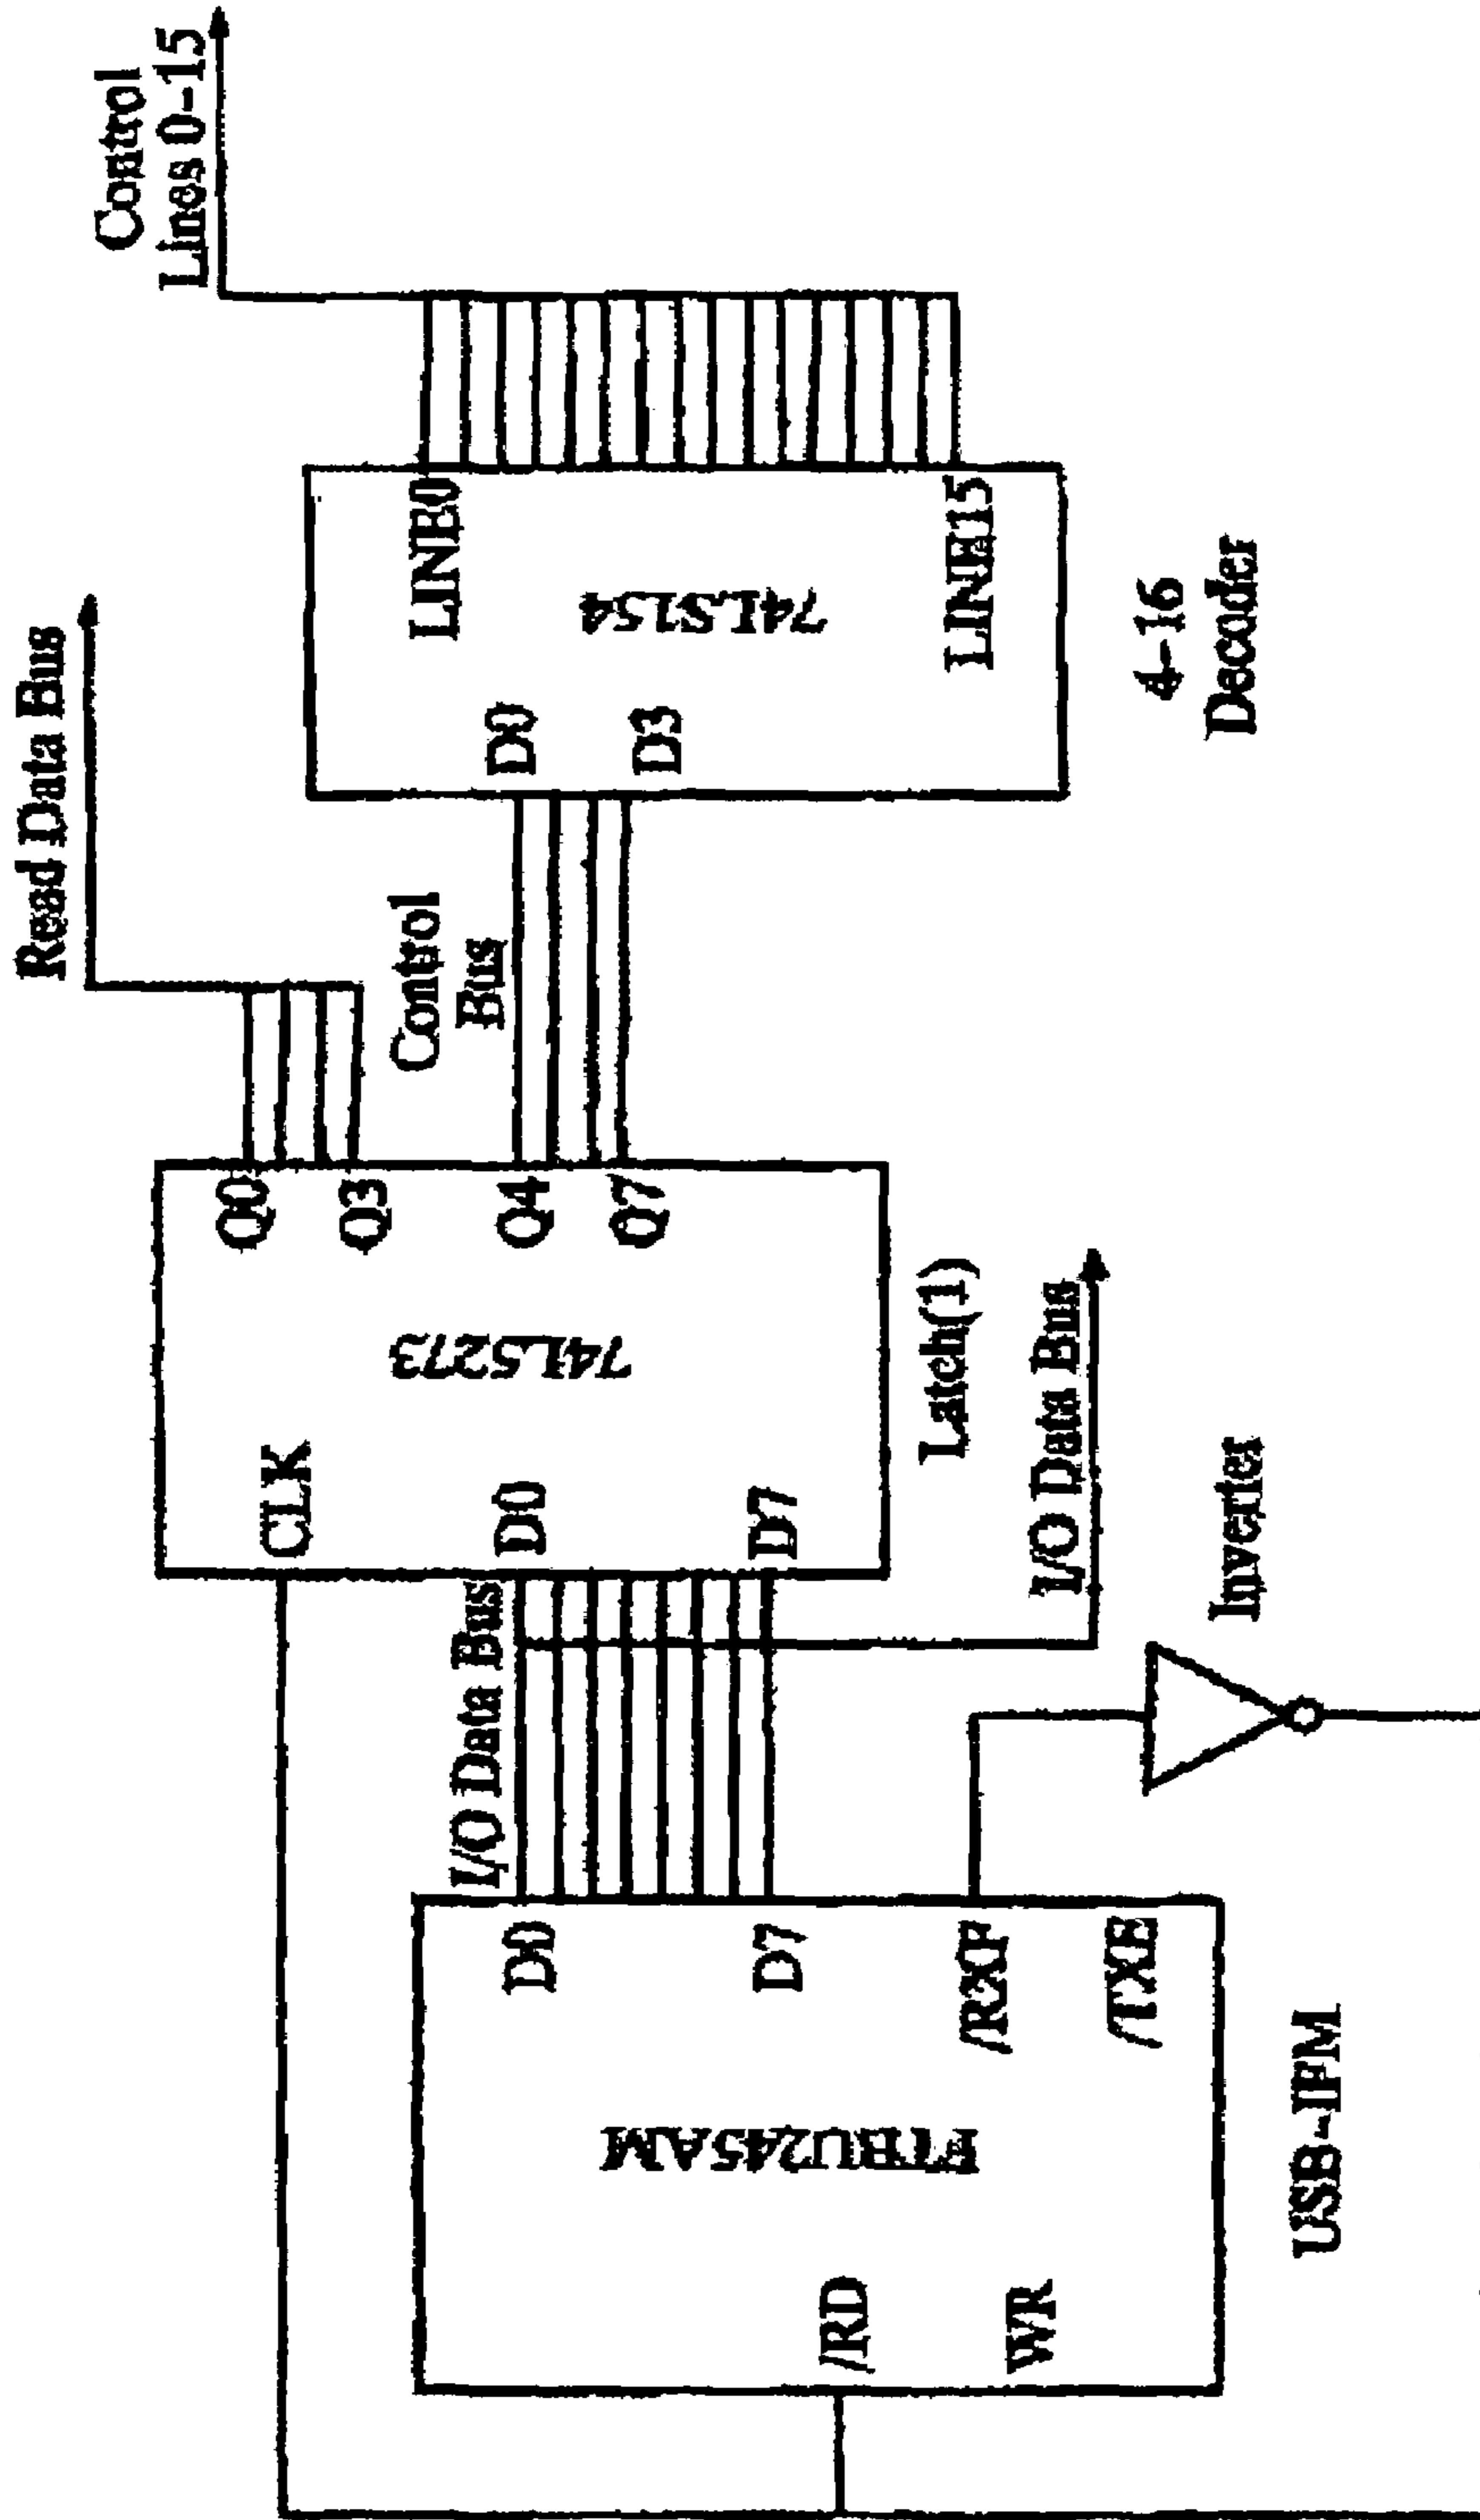 Read Data Bus
Control
Lines 0-15
CLK
Q0
Q3
Control
Bus
LINE0
I/O Data Bus
D0
Q4
D0
D0
74LS273
Q7
D3
74LS154
D7
D7
FT8U245AM
/RD
/RXF
Latch(1)
LINE15
WR
/TXE
I/O Data Bus
4-16
Decoder
Inverter
USB-IFM